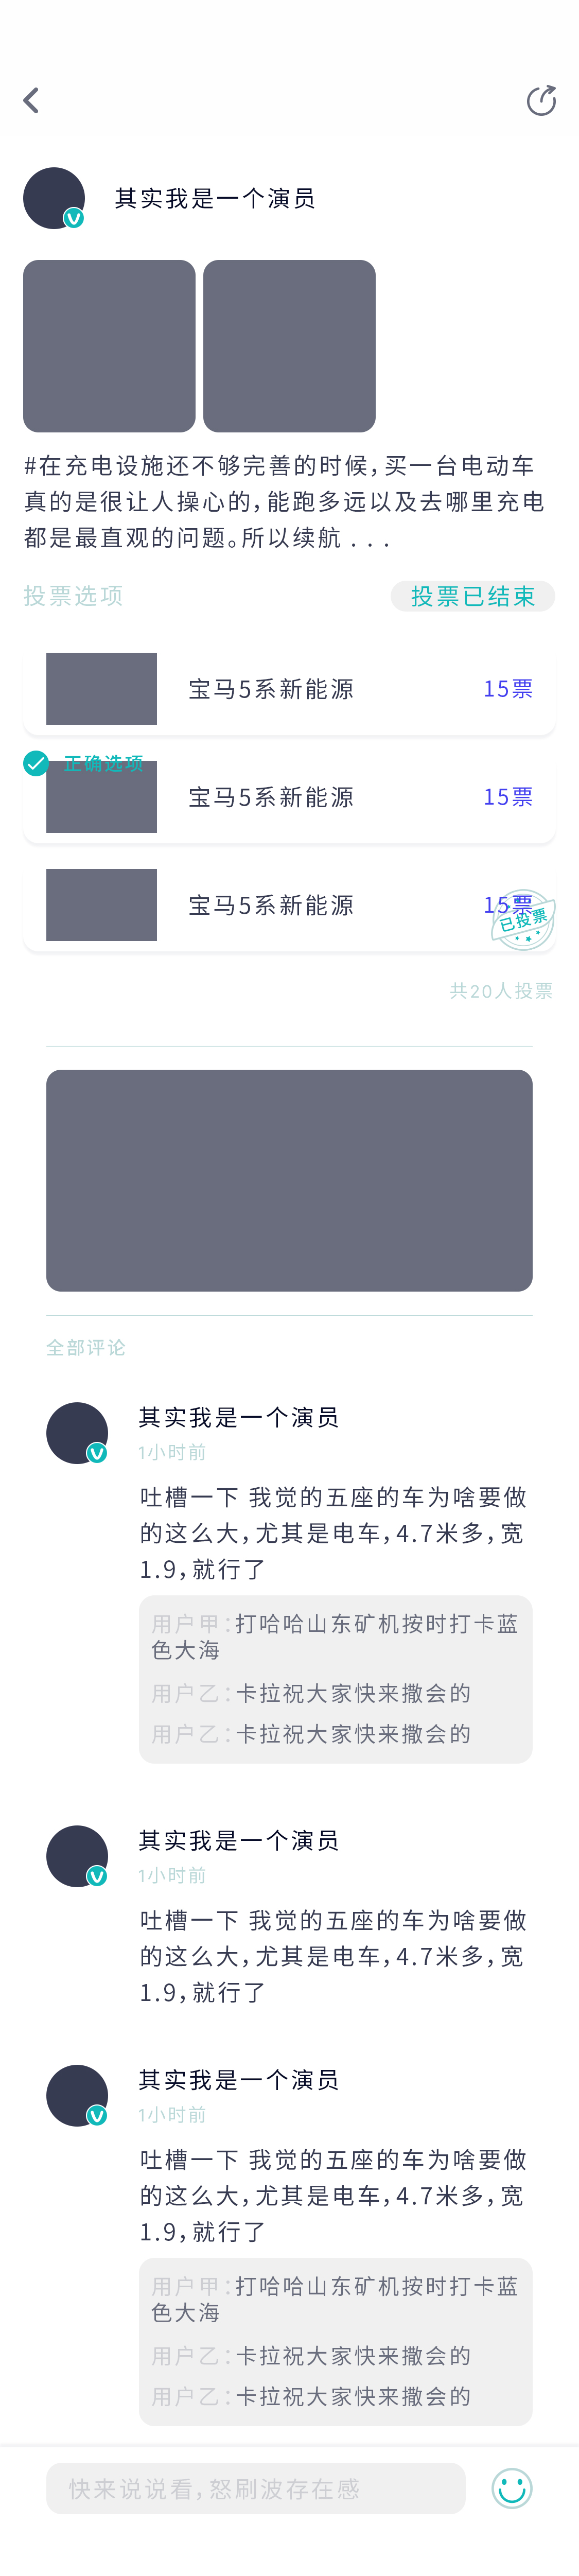 其实我是一个演员
#在充电设施还不够完善的时候，买一台电动车
真的是很让人操心的，能跑多远以及去哪里充电
都是最直观的问题。所以续航 . . .
投票选项
投票已结束
宝马5系新能源
15票
正确选项
宝马5系新能源
15票
宝马5系新能源
15票
已投票
共20人投票
全部评论
其实我是一个演员
1小时前
吐槽一下 我觉的五座的车为啥要做
的这么大，尤其是电车，4.7米多，宽
1.9，就行了
用户甲：打哈哈山东矿机按时打卡蓝
色大海
用户乙：卡拉祝大家快来撒会的
用户乙：卡拉祝大家快来撒会的
其实我是一个演员
1小时前
吐槽一下 我觉的五座的车为啥要做
的这么大，尤其是电车，4.7米多，宽
1.9，就行了
其实我是一个演员
1小时前
吐槽一下 我觉的五座的车为啥要做
的这么大，尤其是电车，4.7米多，宽
1.9，就行了
用户甲：打哈哈山东矿机按时打卡蓝
色大海
用户乙：卡拉祝大家快来撒会的
用户乙：卡拉祝大家快来撒会的
快来说说看，怒刷波存在感